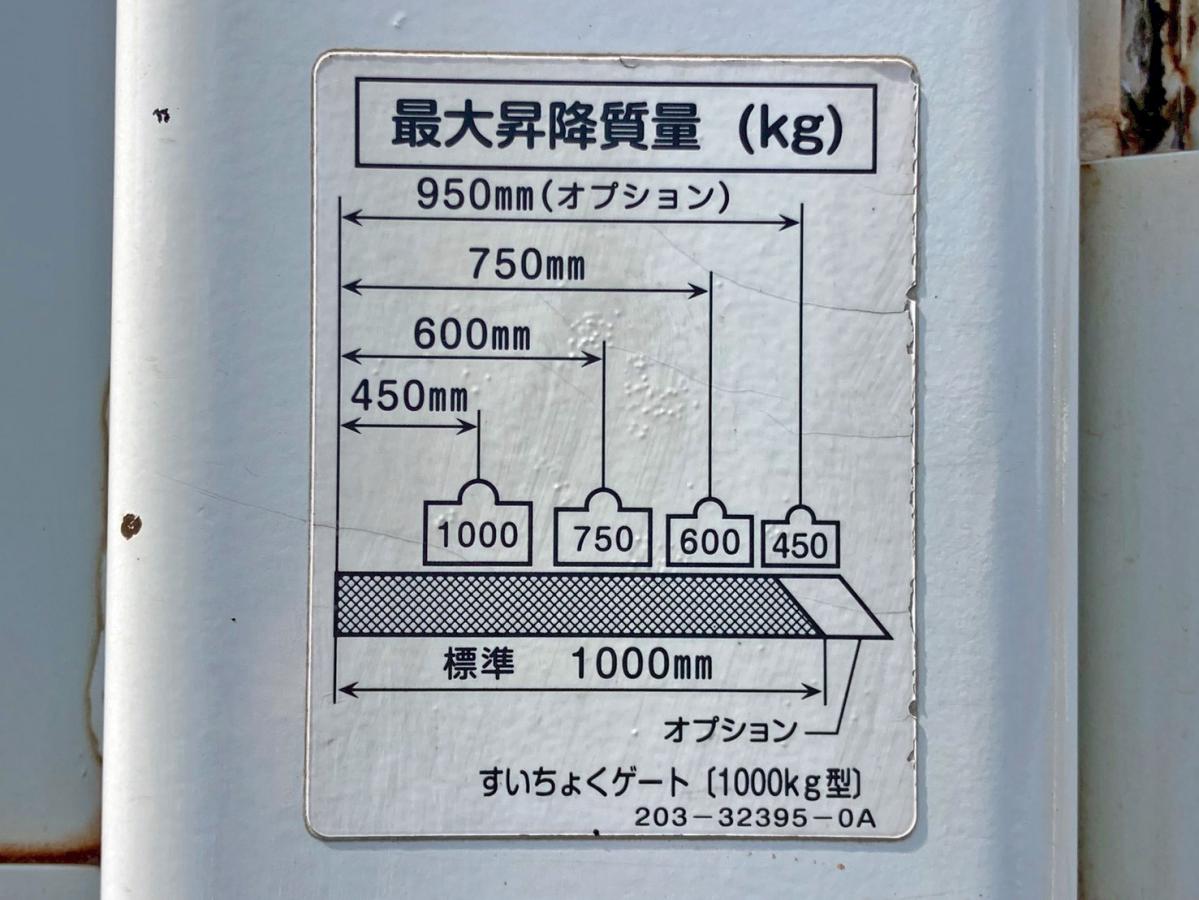 最大昇降質量 (kg)
950mm(オプション)
750mm
600mm
450mm
1000 750 600 450
標準 1000mm
オプション
すいちょくゲート〔1000kg型〕
203-32395-0A